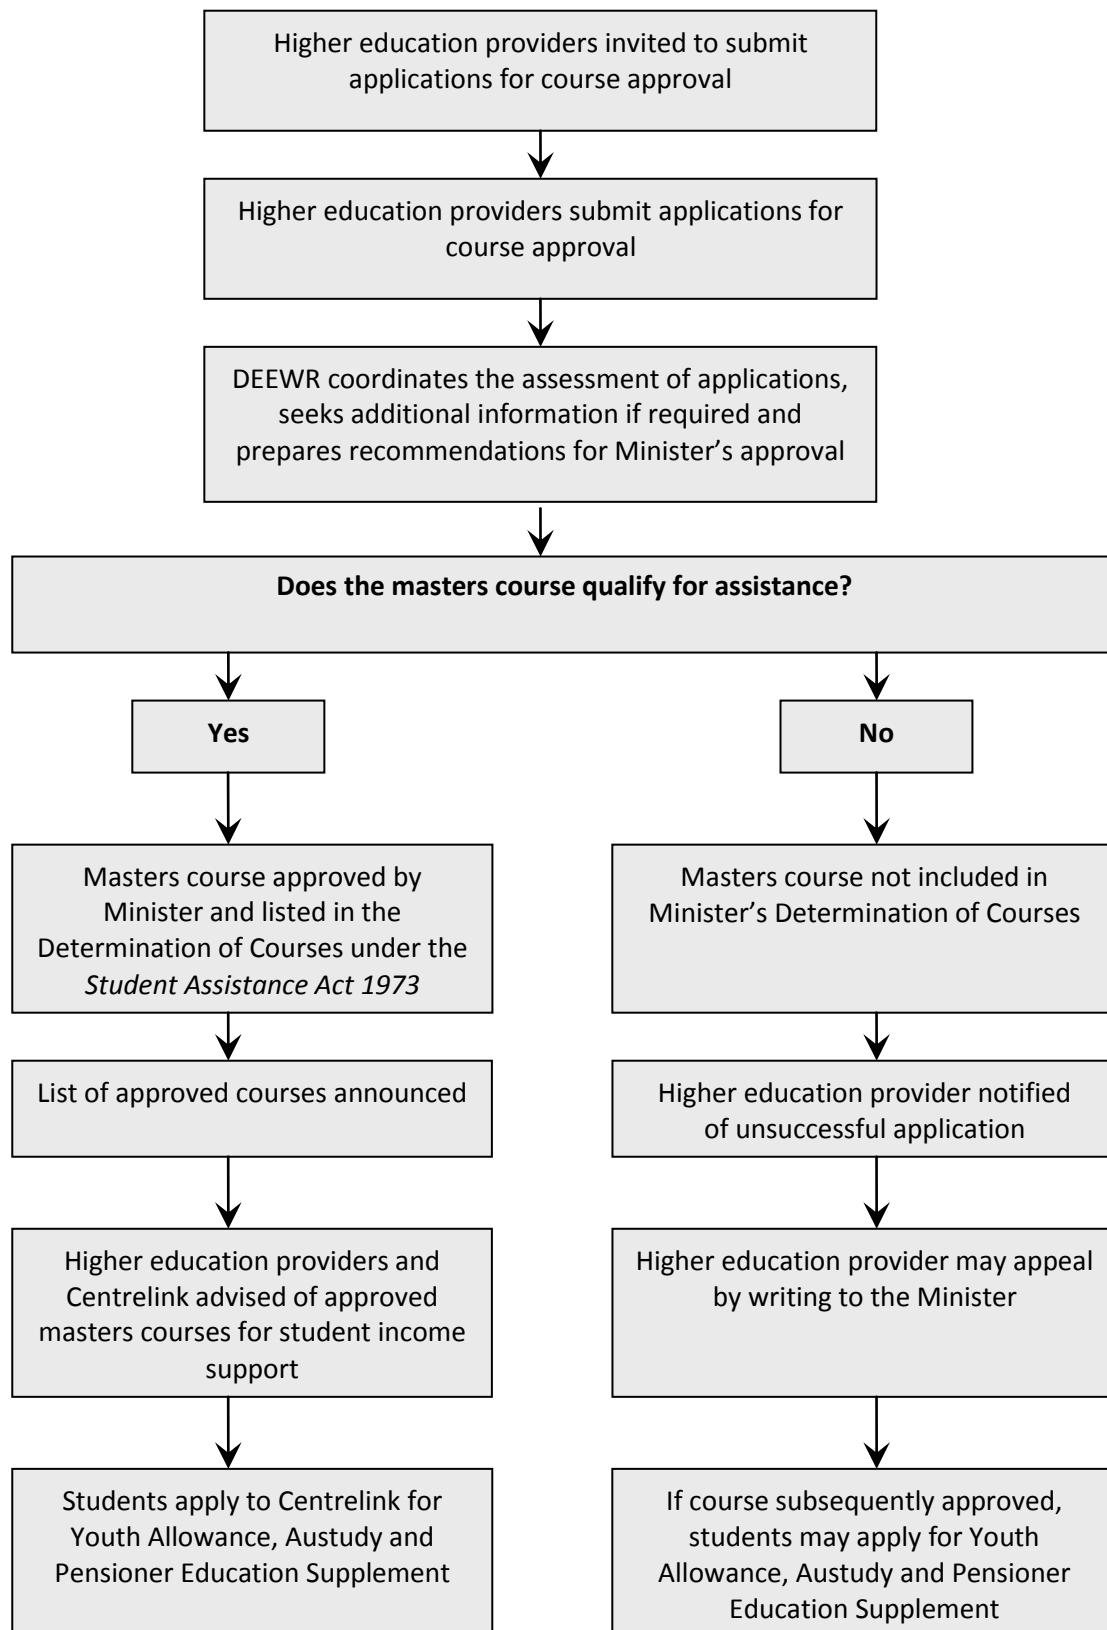 Higher education providers invited to submit
applications for course approval
Higher education providers submit applications for
course approval
DEEWR coordinates the assessment of applications,
seeks additional information if required and
prepares recommendations for Minister’s approval
Does the masters course qualify for assistance?
Yes
No
Masters course approved by
Minister and listed in the
Determination of Courses under the
Student Assistance Act 1973
Masters course not included in
Minister’s Determination of Courses
List of approved courses announced
Higher education provider notified
of unsuccessful application
Higher education providers and
Centrelink advised of approved
masters courses for student income
support
Higher education provider may appeal
by writing to the Minister
Students apply to Centrelink for
Youth Allowance, Austudy and
Pensioner Education Supplement
If course subsequently approved,
students may apply for Youth
Allowance, Austudy and Pensioner
Education Supplement